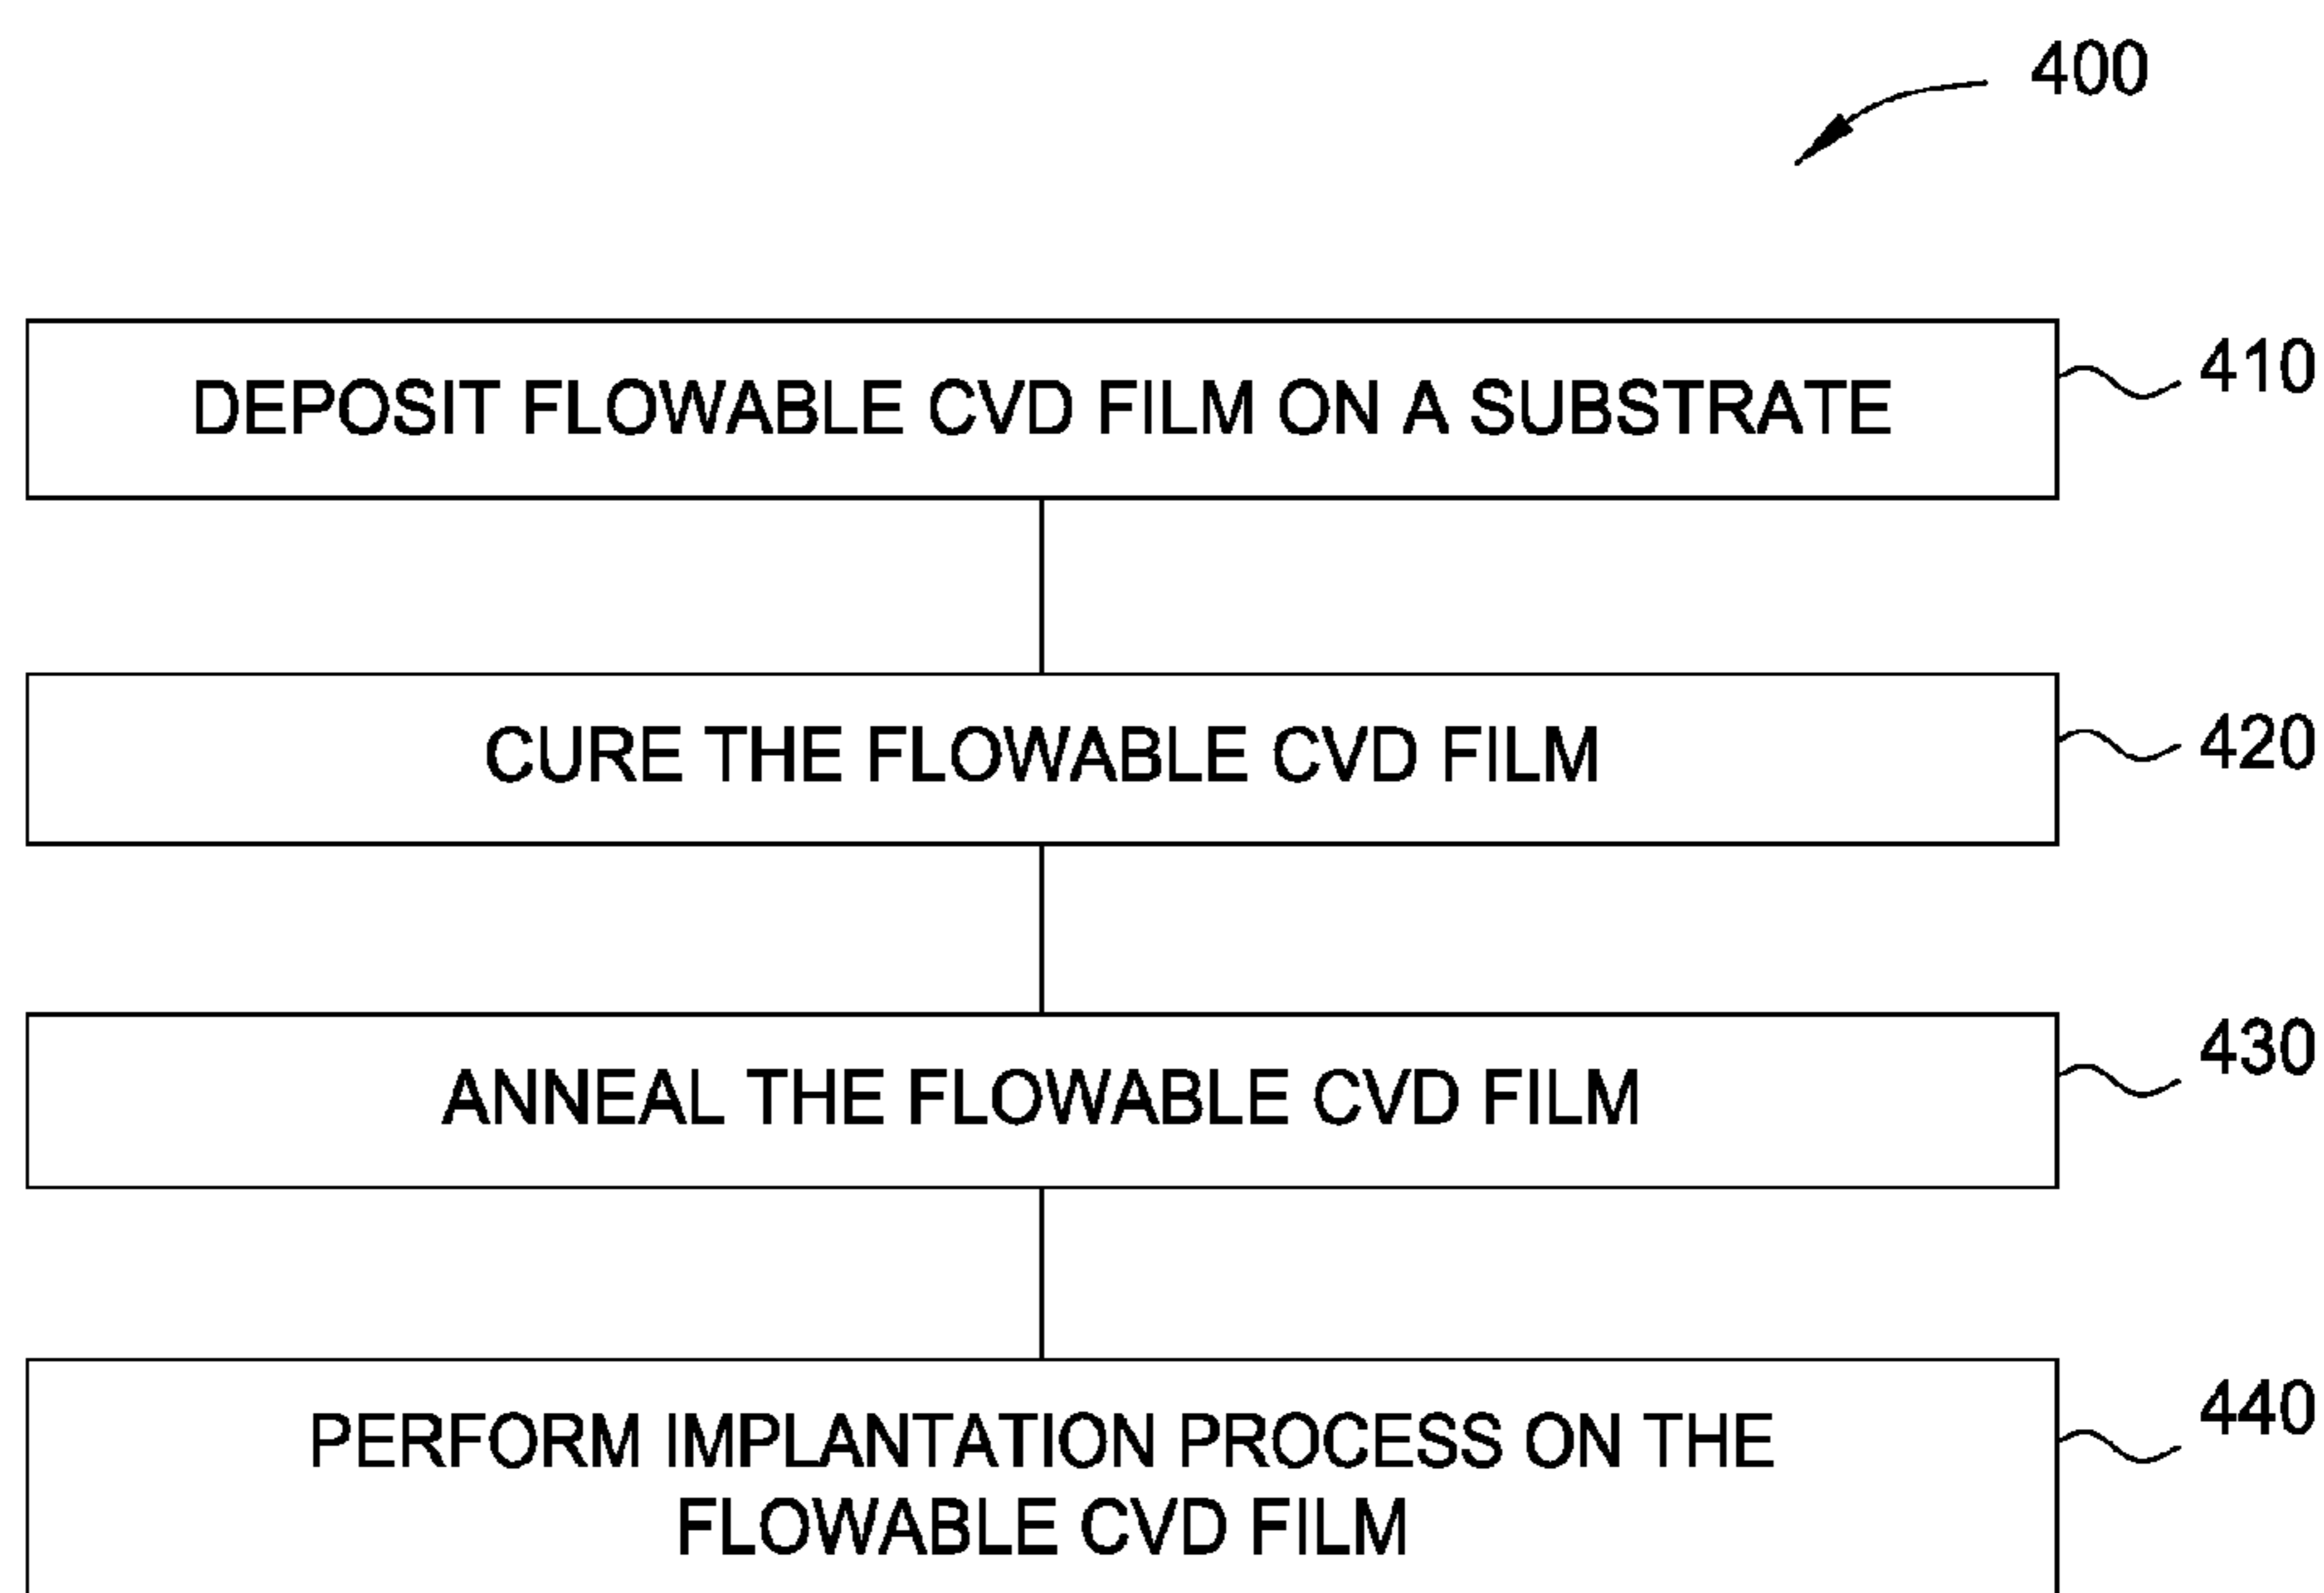 400
DEPOSIT FLOWABLE CVD FILM ON A SUBSTRATE
410
CURE THE FLOWABLE CVD FILM
420
ANNEAL THE FLOWABLE CVD FILM
430
PERFORM IMPLANTATION PROCESS ON THE
FLOWABLE CVD FILM
440